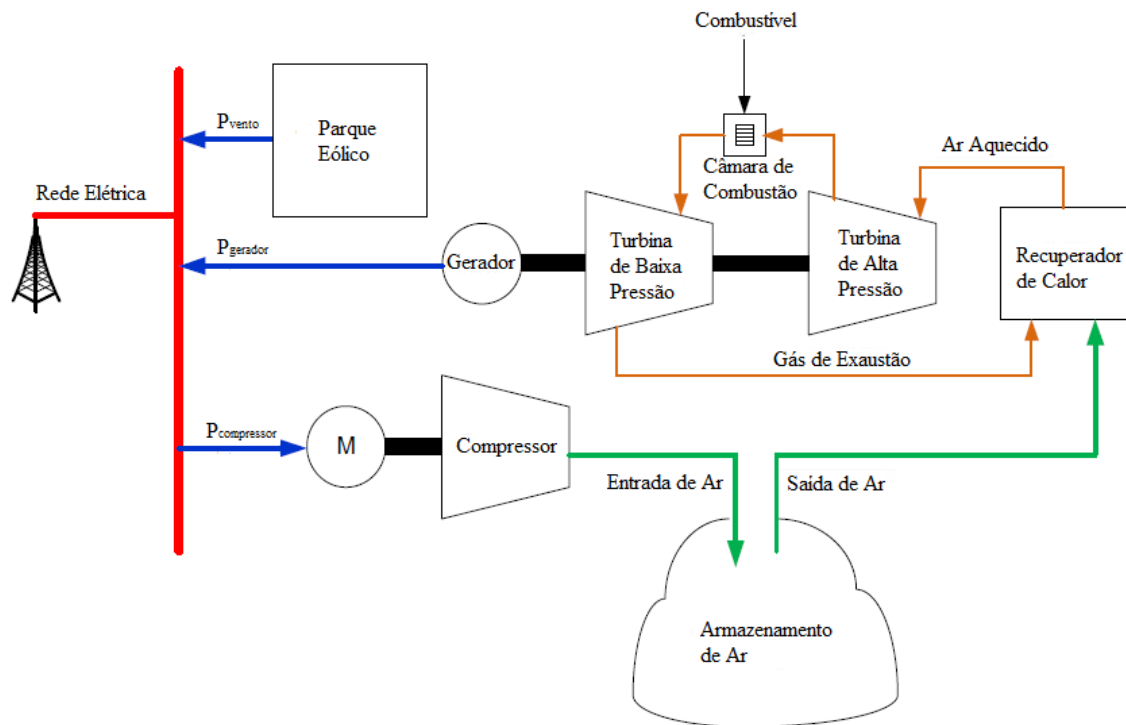 Combustível
Pvento
Parque
Eólico
Rede Elétrica
Câmara de
Combustão
Ar Aquecido
Pgerador
Gerador
Turbina
de Baixa
Pressão
Turbina
de Alta
Pressão
Recuperador
de Calor
Gás de Exaustão
Pcompressor
M
Compressor
Entrada de Ar
Saída de Ar
Armazenamento
de Ar